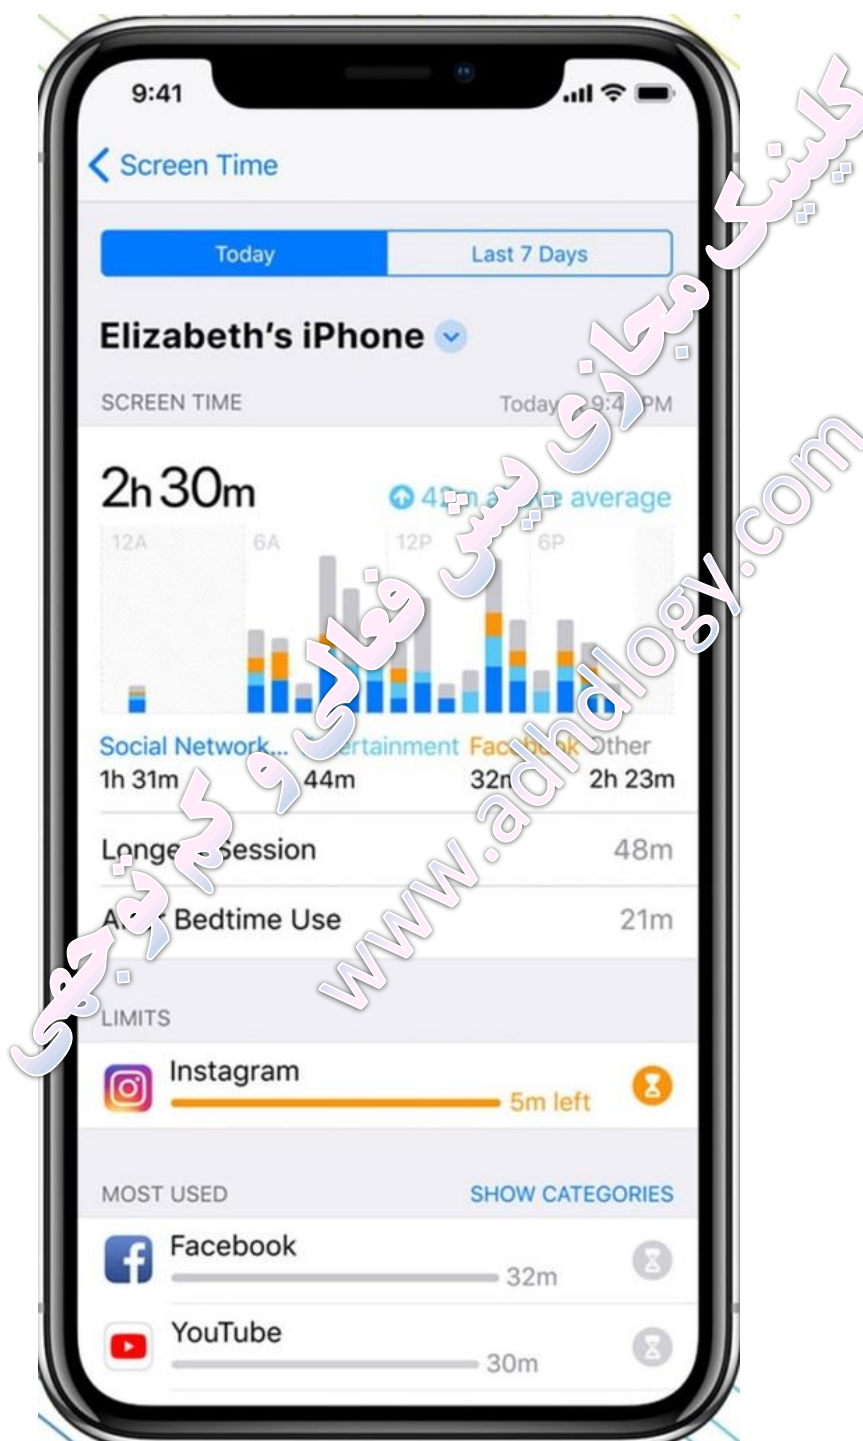 9:41
Screen Time
Today
Last 7 Days
Elizabeth's iPhone
SCREEN TIME
Today PM
2h 30m
average
12A 6A 12P 6P
Social Network... Facebook Other
1h 31m 44m 32m 2h 23m
Session 48m
Bedtime Use 21m
LIMITS
Instagram
5m left
MOST USED
SHOW CATEGORIES
Facebook
32m
YouTube
30m
کلینیک مجازی بیش فعالی و کم توجهی
www.adhdlogy.com